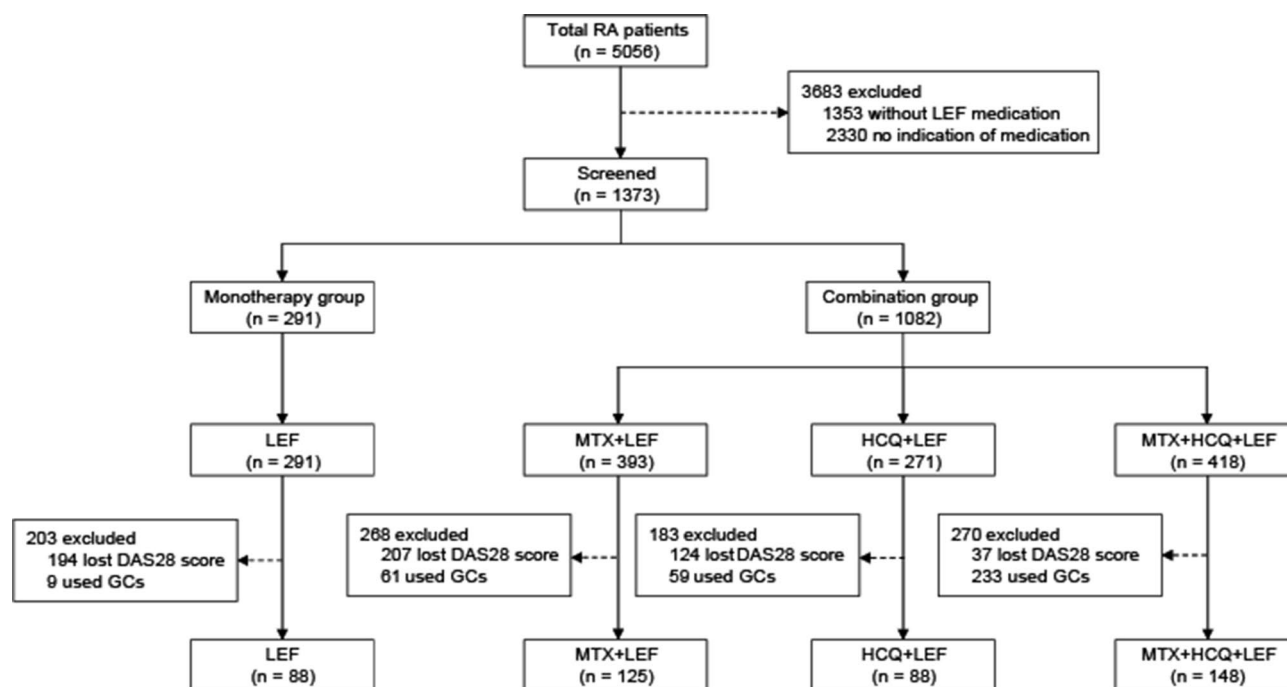 Total RA patients
(n = 5056)
3683 excluded
1353 without LEF medication
2330 no indication of medication
Screened
(n = 1373)
Monotherapy group
(n = 291)
Combination group
(n = 1082)
LEF
(n = 291)
MTX+LEF
(n = 393)
HCQ+LEF
(n = 271)
MTX+HCQ+LEF
(n = 418)
203 excluded
194 lost DAS28 score
9 used GCs
268 excluded
207 lost DAS28 score
61 used GCs
183 excluded
124 lost DAS28 score
59 used GCs
270 excluded
37 lost DAS28 score
233 used GCs
LEF
(n = 88)
MTX+LEF
(n = 125)
HCQ+LEF
(n = 88)
MTX+HCQ+LEF
(n = 148)